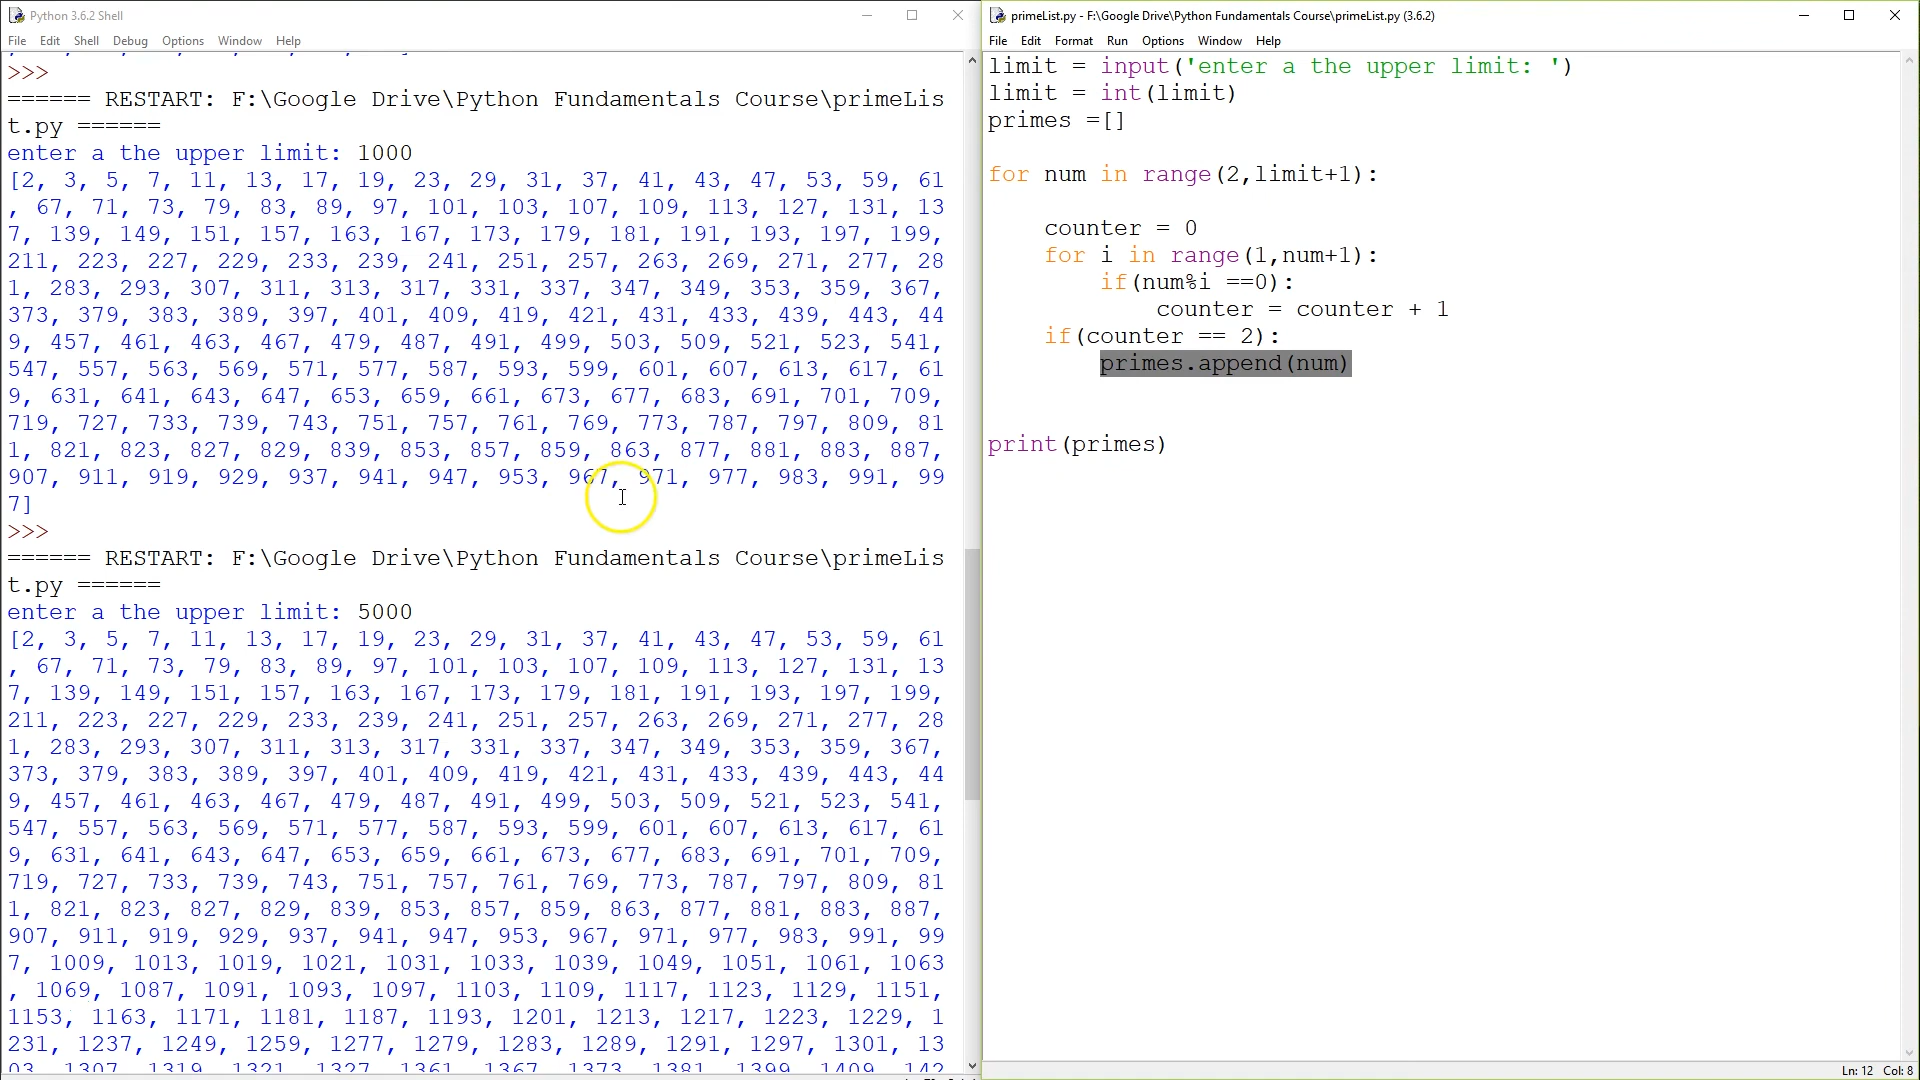 Python 3.6.2 Shell
File Edit Shell Debug Options Window Help
>>>
====== RESTART: F:\Google Drive\Python Fundamentals Course\primeLis
t.py ======
enter a the upper limit: 1000
[2, 3, 5, 7, 11, 13, 17, 19, 23, 29, 31, 37, 41, 43, 47, 53, 59, 61
, 67, 71, 73, 79, 83, 89, 97, 101, 103, 107, 109, 113, 127, 131, 13
7, 139, 149, 151, 157, 163, 167, 173, 179, 181, 191, 193, 197, 199,
211, 223, 227, 229, 233, 239, 241, 251, 257, 263, 269, 271, 277, 28
1, 283, 293, 307, 311, 313, 317, 331, 337, 347, 349, 353, 359, 367,
373, 379, 383, 389, 397, 401, 409, 419, 421, 431, 433, 439, 443, 44
9, 457, 461, 463, 467, 479, 487, 491, 499, 503, 509, 521, 523, 541,
547, 557, 563, 569, 571, 577, 587, 593, 599, 601, 607, 613, 617, 61
9, 631, 641, 643, 647, 653, 659, 661, 673, 677, 683, 691, 701, 709,
719, 727, 733, 739, 743, 751, 757, 761, 769, 773, 787, 797, 809, 81
1, 821, 823, 827, 829, 839, 853, 857, 859, 863, 877, 881, 883, 887,
907, 911, 919, 929, 937, 941, 947, 953, 967, 971, 977, 983, 991, 99
7]
>>>
====== RESTART: F:\Google Drive\Python Fundamentals Course\primeLis
t.py ======
enter a the upper limit: 5000
[2, 3, 5, 7, 11, 13, 17, 19, 23, 29, 31, 37, 41, 43, 47, 53, 59, 61
, 67, 71, 73, 79, 83, 89, 97, 101, 103, 107, 109, 113, 127, 131, 13
7, 139, 149, 151, 157, 163, 167, 173, 179, 181, 191, 193, 197, 199,
211, 223, 227, 229, 233, 239, 241, 251, 257, 263, 269, 271, 277, 28
1, 283, 293, 307, 311, 313, 317, 331, 337, 347, 349, 353, 359, 367,
373, 379, 383, 389, 397, 401, 409, 419, 421, 431, 433, 439, 443, 44
9, 457, 461, 463, 467, 479, 487, 491, 499, 503, 509, 521, 523, 541,
547, 557, 563, 569, 571, 577, 587, 593, 599, 601, 607, 613, 617, 61
9, 631, 641, 643, 647, 653, 659, 661, 673, 677, 683, 691, 701, 709,
719, 727, 733, 739, 743, 751, 757, 761, 769, 773, 787, 797, 809, 81
1, 821, 823, 827, 829, 839, 853, 857, 859, 863, 877, 881, 883, 887,
907, 911, 919, 929, 937, 941, 947, 953, 967, 971, 977, 983, 991, 99
7, 1009, 1013, 1019, 1021, 1031, 1033, 1039, 1049, 1051, 1061, 1063
, 1069, 1087, 1091, 1093, 1097, 1103, 1109, 1117, 1123, 1129, 1151,
1153, 1163, 1171, 1181, 1187, 1193, 1201, 1213, 1217, 1223, 1229, 1
231, 1237, 1249, 1259, 1277, 1279, 1283, 1289, 1291, 1297, 1301, 13
03, 1307, 1319, 1321, 1327, 1361, 1367, 1373, 1381, 1399, 1409, 142
primeList.py - F:\Google Drive\Python Fundamentals Course\primeList.py (3.6.2)
File Edit Format Run Options Window Help
limit = input('enter a the upper limit: ')
limit = int(limit)
primes =[]
for num in range(2,limit+1):
    counter = 0
    for i in range(1,num+1):
        if(num%i ==0):
            counter = counter + 1
    if(counter == 2):
        primes.append(num)
print(primes)
Ln: 12 Col: 8